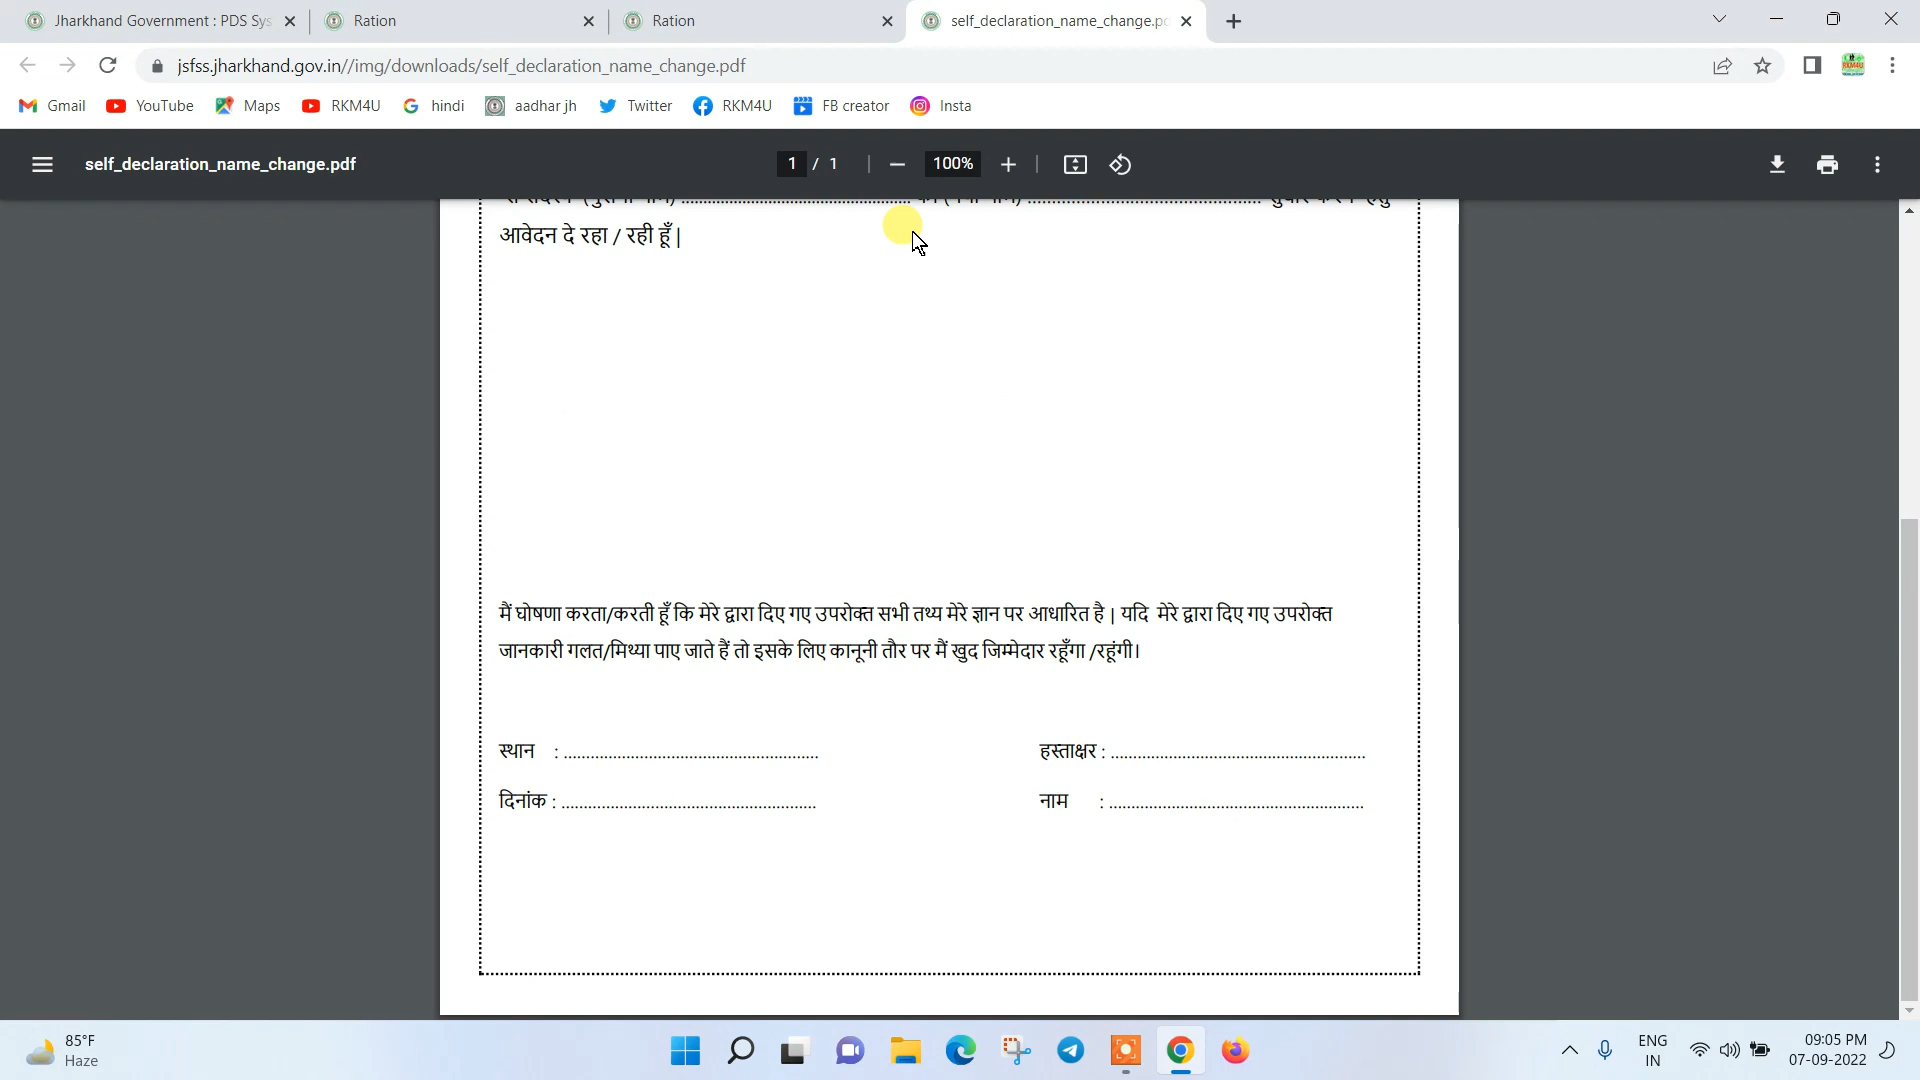 Jharkhand Government : PDS Sys
Ration
Ration
self_declaration_name_change.pd
jsfss.jharkhand.gov.in//img/downloads/self_declaration_name_change.pdf
Gmail
YouTube
Maps
RKM4U
hindi
aadhar jh
Twitter
RKM4U
FB creator
Insta
self_declaration_name_change.pdf
1 / 1
100%
आवेदन दे रहा / रही हूँ |
मैं घोषणा करता/करती हूँ कि मेरे द्वारा दिए गए उपरोक्त सभी तथ्य मेरे ज्ञान पर आधारित है | यदि मेरे द्वारा दिए गए उपरोक्त
जानकारी गलत/मिथ्या पाए जाते हैं तो इसके लिए कानूनी तौर पर मैं खुद जिम्मेदार रहूँगा /रहूंगी।
स्थान : ...................................................... हस्ताक्षर : ......................................................
दिनांक : ...................................................... नाम : ......................................................
85°F
Haze
ENG
IN
09:05 PM
07-09-2022